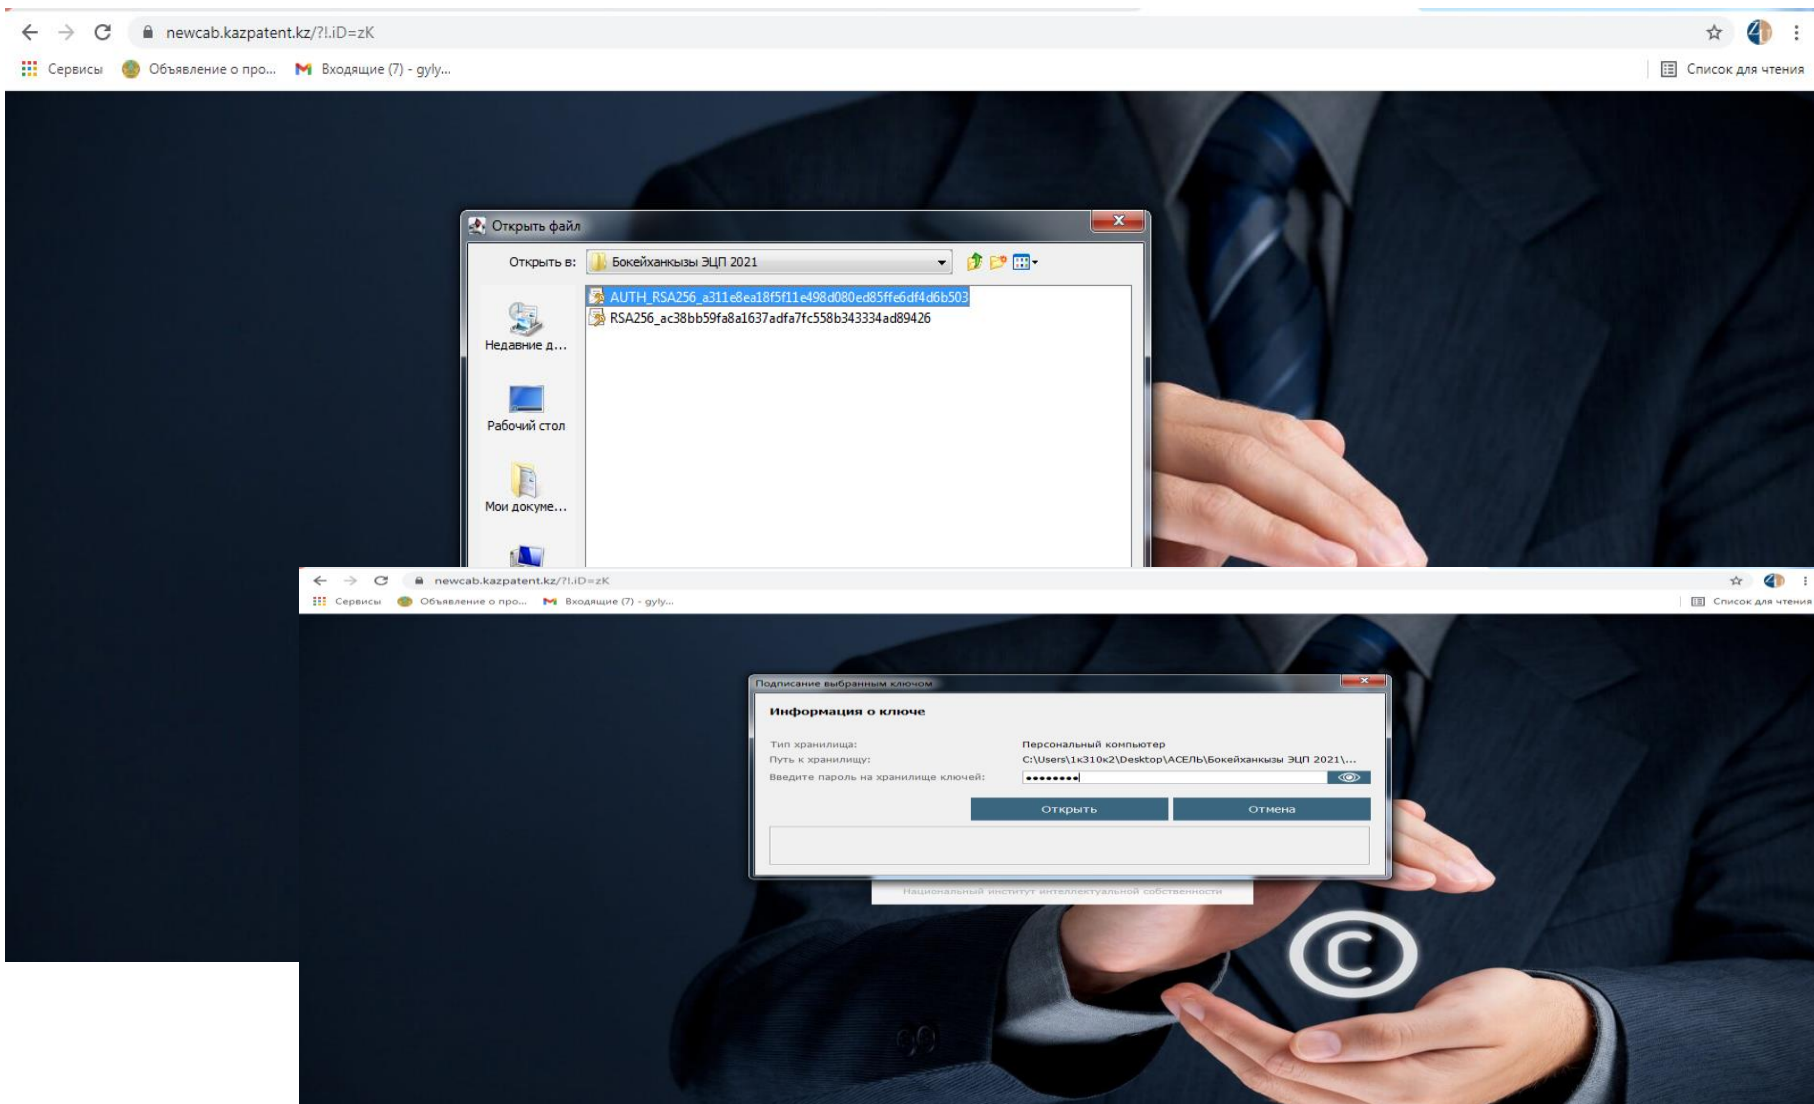 newcab.kazpatent.kz/?!.iD=zK
Сервисы Объявление о про... Входящие (7) - gyly... Список для чтения
Открыть файл
Открыть в: Бокейханкызы ЭЦП 2021
AUTH_RSA256_a311e8ea18f5f11e498d080ed85ffe6df4d6b503
RSA256_ac38bb59fa8a1637adfa7fc558b343334ad89426
Недавние д...
Рабочий стол
Мои докуме...
newcab.kazpatent.kz/?!.iD=zK
Сервисы Объявление о про... Входящие (7) - gyly... Список для чтения
Подписание выбранным ключом
Информация о ключе
Тип хранилища: Персональный компьютер
Путь к хранилищу: C:\Users\1к310к2\Desktop\АСЕЛЬ\Бокейханкызы ЭЦП 2021\...
Введите пароль на хранилище ключей: ••••••••
Открыть Отмена
Национальный институт интеллектуальной собственности
©